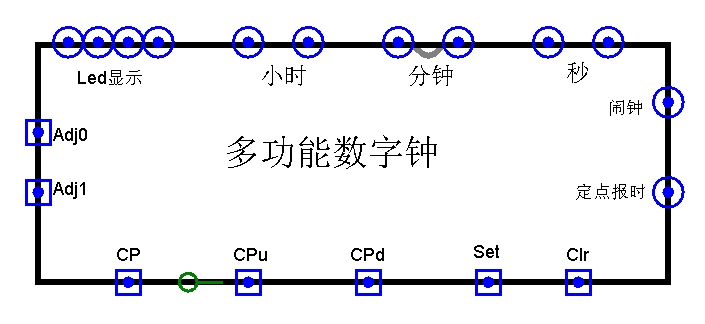 Led显示
小时
分钟
秒
闹钟
Adj0
多功能数字钟
Adj1
定点报时
CP
CPu
CPd
Set
Clr